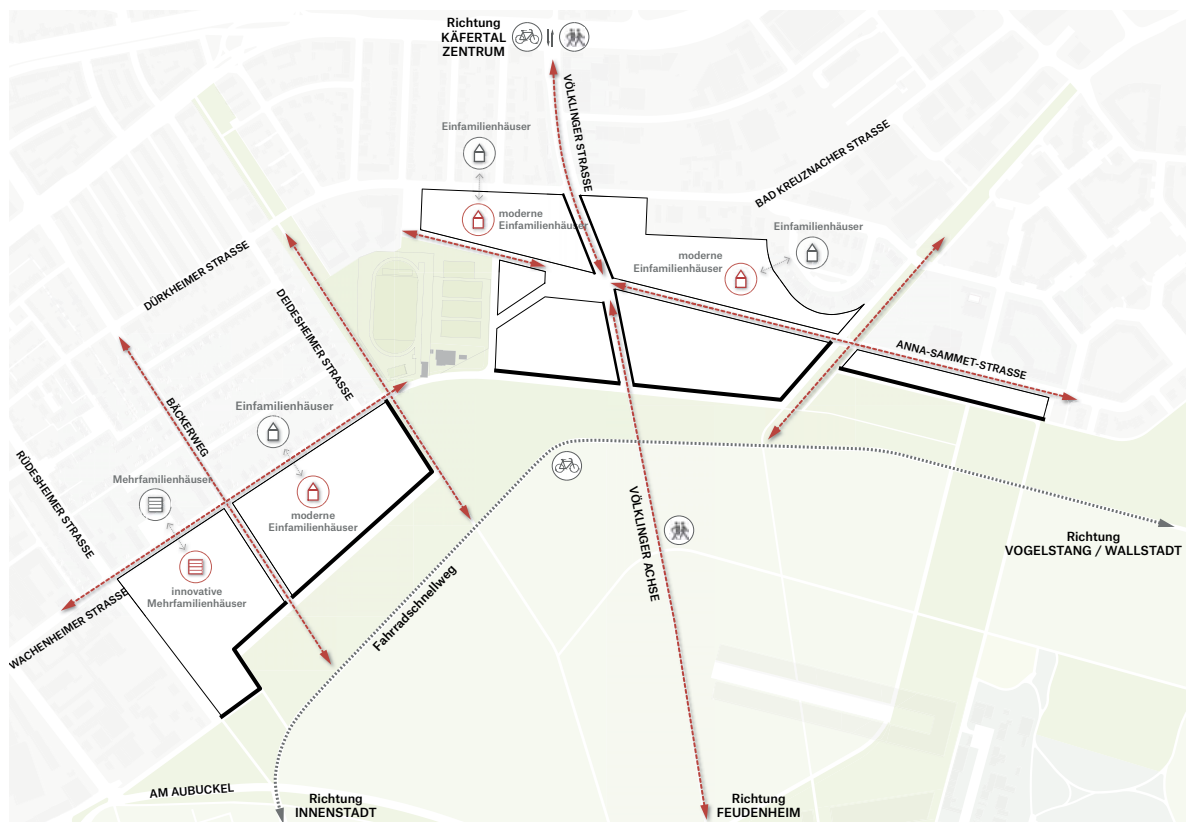 Richtung
KÄFERTAL
ZENTRUM
VÖLKLINGER STRASSE
Einfamilienhäuser
BAD KREUZNACHER STRASSE
moderne
Einfamilienhäuser
Einfamilienhäuser
moderne
Einfamilienhäuser
DÜRKHEIMER STRASSE
DEIDESHEIMER STRASSE
ANNA-SAMMET-STRASSE
BÄCKERWEG
Einfamilienhäuser
RÜDESHEIMER STRASSE
Mehrfamilienhäuser
moderne
Einfamilienhäuser
VÖLKLINGER ACHSE
Richtung
VOGELSTANG / WALLSTADT
innovative
Mehrfamilienhäuser
WACHENHEIMER STRASSE
Fahrradschnellweg
AM AUBUCKEL
Richtung
INNENSTADT
Richtung
FEUDENHEIM